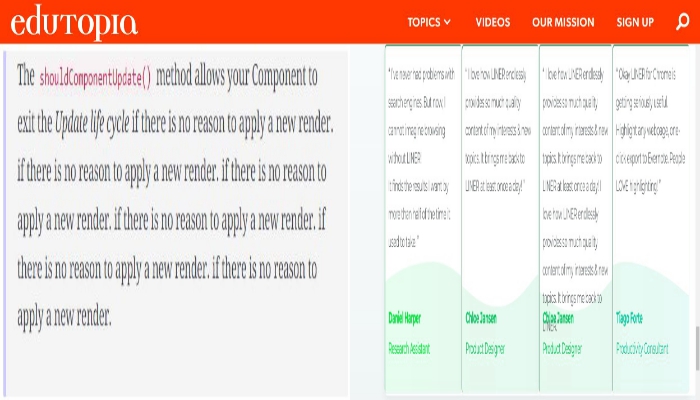 edutopia
TOPICS
VIDEOS
OUR MISSION
SIGN UP
The shouldComponentUpdate() method allows your Component to
exit the Update life cycle if there is no reason to apply a new render.
if there is no reason to apply a new render. if there is no reason to
apply a new render. if there is no reason to apply a new render. if
there is no reason to apply a new render. if there is no reason to
apply a new render.
"I've never had problems with
search engines. But now, I
cannot imagine browsing
without LINER!
It finds the results I want by
more than half of the time it
used to take."
Daniel Harper
Research Assistant
"I love how LINER endlessly
provides so much quality
content of my interests & new
topics. It brings me back to
LINER at least once a day!"
Chloe Jansen
Product Designer
"I love how LINER endlessly
provides so much quality
content of my interests & new
topics. It brings me back to
LINER at least once a day! I
love how LINER endlessly
provides so much quality
content of my interests & new
topics. It brings me back to
LINER
Chloe Jansen
Product Designer
"Okay LINER for Chrome is
getting seriously useful.
Highlight any webpage, one-
click export to Evernote. People
LOVE highlighting!"
Tiago Forte
Productivity Consultant